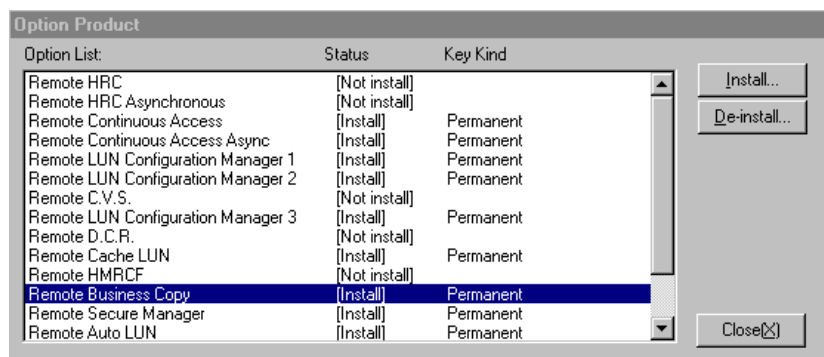 Option Product
Option List: Status Key Kind
Remote HRC [Not install]
Remote HRC Asynchronous [Not install]
Remote Continuous Access [Install] Permanent
Remote Continuous Access Async [Install] Permanent
Remote LUN Configuration Manager 1 [Install] Permanent
Remote LUN Configuration Manager 2 [Install] Permanent
Remote C.V.S. [Not install]
Remote LUN Configuration Manager 3 [Install] Permanent
Remote D.C.R. [Not install]
Remote Cache LUN [Install] Permanent
Remote HMRCF [Not install]
Remote Business Copy [Install] Permanent
Remote Secure Manager [Install] Permanent
Remote Auto LUN [Install] Permanent
Install...
De-install...
Close(X)